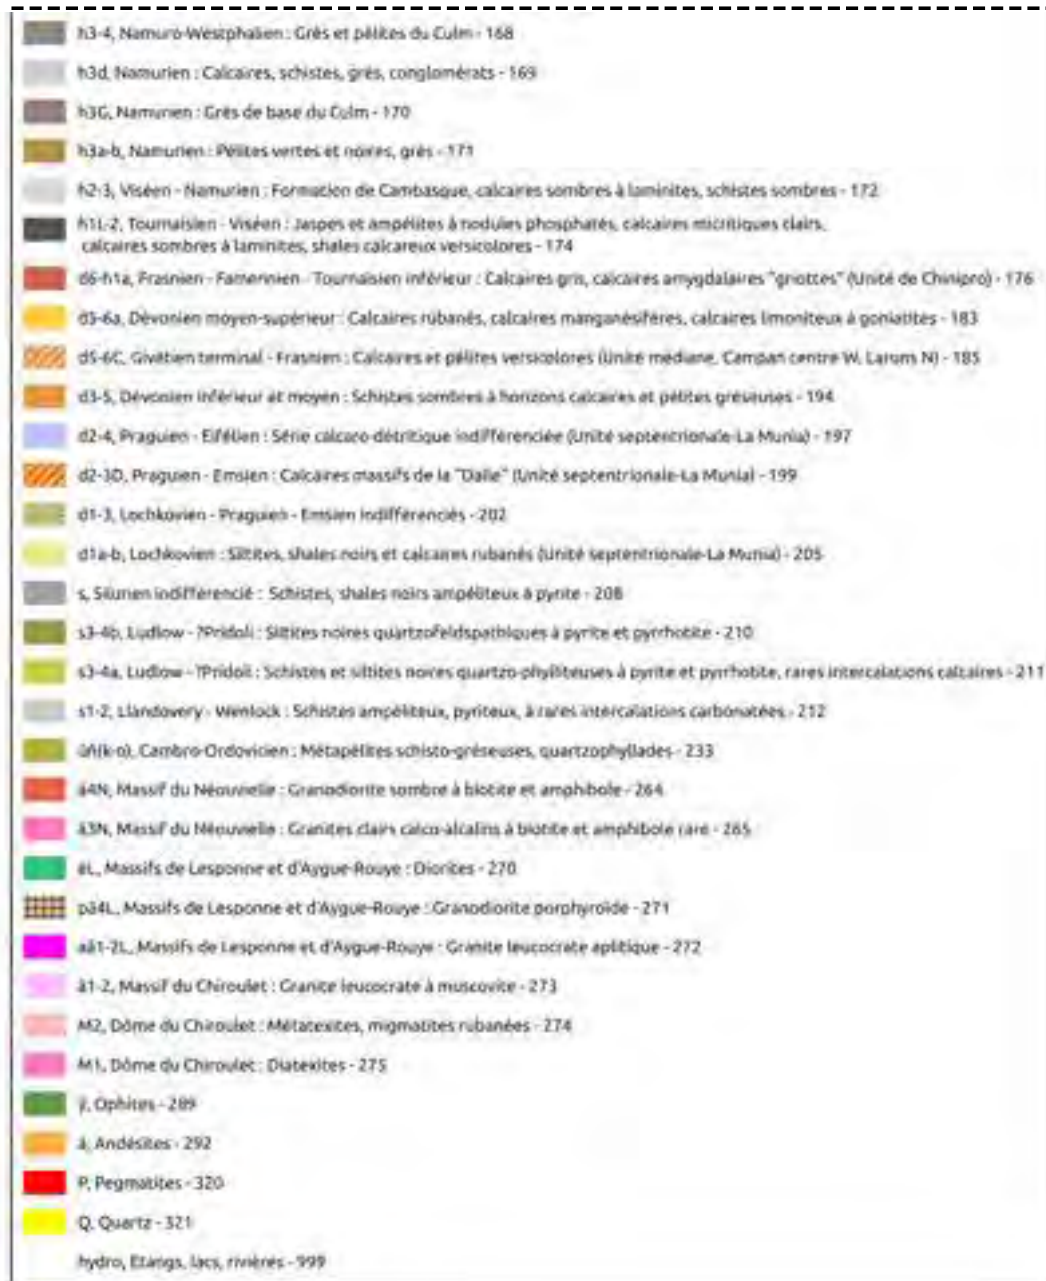 h3-4, Namuro-Westphalien : Grès et pélites du Culm - 168
h3d, Namurien : Calcaires, schistes, grès, conglomérats - 169
h3G, Namurien : Grès de base du Culm - 170
h3a-b, Namurien : Pélites vertes et noires, grès - 171
h2-3, Viséen - Namurien : Formation de Cambasque, calcaires sombres à laminites, schistes sombres - 172
h1L-2, Tournaisien - Viséen : Jaspes et ampélites à nodules phosphatés, calcaires micritiques clairs,
calcaires sombres à laminites, shales calcareux versicolores - 174
d6-h1a, Frasnien - Famennien - Tournaisien inférieur : Calcaires gris, calcaires amygdalaires "griottes" (Unité de Chinipro) - 176
d5-6a, Dévonien moyen-supérieur : Calcaires rubanés, calcaires manganésifères, calcaires limoniteux à goniatites - 183
d5-6C, Givétien terminal - Frasnien : Calcaires et pélites versicolores (Unité médiane, Campan centre W, Laruns N) - 185
d3-5, Dévonien inférieur et moyen : Schistes sombres à horizons calcaires et pélites gréseuses - 194
d2-4, Praguien - Eifélien : Série calcaro-détritique indifférenciée (Unité septentrionale-La Munia) - 197
d2-3D, Praguien - Emsien : Calcaires massifs de la "Dalle" (Unité septentrionale-La Munia) - 199
d1-3, Lochkovien - Praguien - Emsien indifférenciés - 202
d1a-b, Lochkovien : Siltites, shales noirs et calcaires rubanés (Unité septentrionale-La Munia) - 205
s, Silurien indifférencié : Schistes, shales noirs ampéliteux à pyrite - 208
s3-4b, Ludlow - ?Pridoli : Siltites noires quartzofeldspathiques à pyrite et pyrrhotite - 210
s3-4a, Ludlow - ?Pridoli : Schistes et siltites noires quartzo-phylliteuses à pyrite et pyrrhotite, rares intercalations calcaires - 211
s1-2, Llandovery - Wenlock : Schistes ampéliteux, pyriteux, à rares intercalations carbonatées - 212
Cambro-Ordovicien : Métapélites schisto-gréseuses, quartzophyllades - 233
á4N, Massif du Néouvielle : Granodiorite sombre à biotite et amphibole - 264
á3N, Massif du Néouvielle : Granites clairs calco-alcalins à biotite et amphibole rare - 265
èL, Massifs de Lesponne et d'Aygue-Rouye : Diorites - 270
pá4L, Massifs de Lesponne et d'Aygue-Rouye : Granodiorite porphyroïde - 271
aá1-2L, Massifs de Lesponne et d'Aygue-Rouye : Granite leucocrate aplitique - 272
á1-2, Massif du Chiroulet : Granite leucocrate à muscovite - 273
M2, Dôme du Chiroulet : Métatexites, migmatites rubanées - 274
M1, Dôme du Chiroulet : Diatexites - 275
Ophites - 289
á, Andésites - 292
P, Pegmatites - 320
Q, Quartz - 321
hydro, Etangs, lacs, rivières - 999